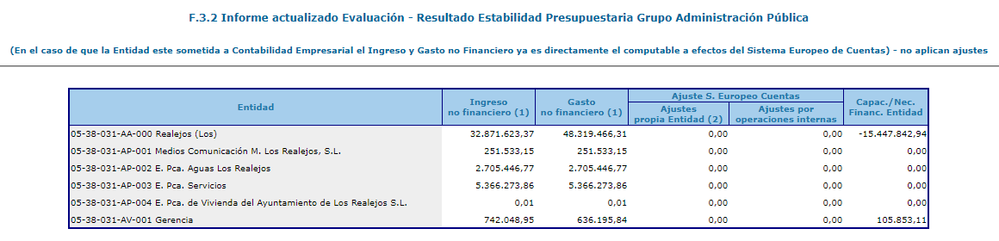 F.3.2 Informe actualizado Evaluación - Resultado Estabilidad Presupuestaria Grupo Administración Pública
(En el caso de que la Entidad este sometida a Contabilidad Empresarial el Ingreso y Gasto no Financiero ya es directamente el computable a efectos del Sistema Europeo de Cuentas) - no aplican ajustes
Entidad Ingreso no financiero (1) Gasto no financiero (1) Ajuste S. Europeo Cuentas Capac./Nec. Financ. Entidad
Ajustes propia Entidad (2) Ajustes por operaciones internas
05-38-031-AA-000 Realejos (Los) 32.871.623,37 48.319.466,31 0,00 0,00 -15.447.842,94
05-38-031-AP-001 Medios Comunicación M. Los Realejos, S.L. 251.533,15 251.533,15 0,00 0,00 0,00
05-38-031-AP-002 E. Pca. Aguas Los Realejos 2.705.446,77 2.705.446,77 0,00 0,00 0,00
05-38-031-AP-003 E. Pca. Servicios 5.366.273,86 5.366.273,86 0,00 0,00 0,00
05-38-031-AP-004 E. Pca. de Vivienda del Ayuntamiento de Los Realejos S.L. 0,01 0,01 0,00 0,00 0,00
05-38-031-AV-001 Gerencia 742.048,95 636.195,84 0,00 0,00 105.853,11